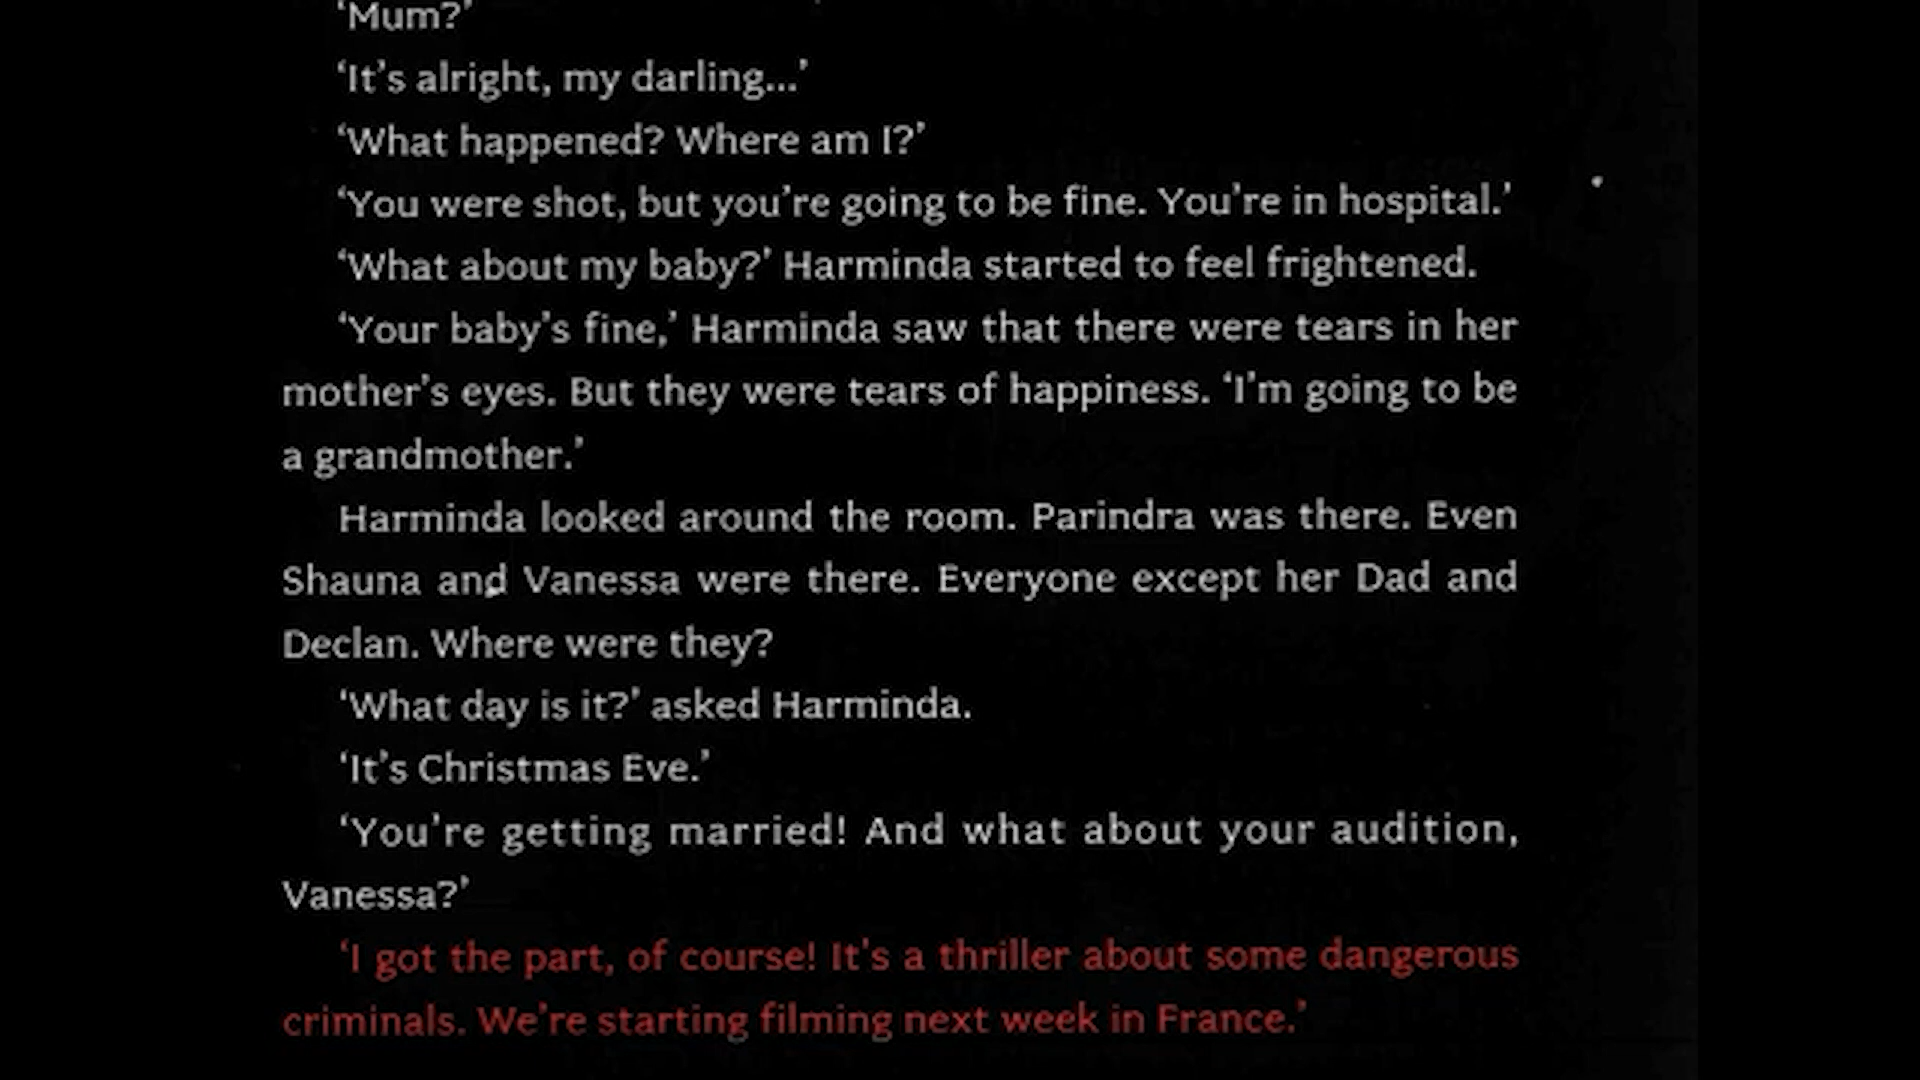 ‘Mum?’
‘It’s alright, my darling...’
‘What happened? Where am I?’
‘You were shot, but you’re going to be fine. You’re in hospital.’
‘What about my baby?’ Harminda started to feel frightened.
‘Your baby’s fine,’ Harminda saw that there were tears in her
mother’s eyes. But they were tears of happiness. ‘I’m going to be
a grandmother.’
Harminda looked around the room. Parindra was there. Even
Shauna and Vanessa were there. Everyone except her Dad and
Declan. Where were they?
‘What day is it?’ asked Harminda.
‘It’s Christmas Eve.’
‘You’re getting married! And what about your audition,
Vanessa?’
‘I got the part, of course! It’s a thriller about some dangerous
criminals. We’re starting filming next week in France.’